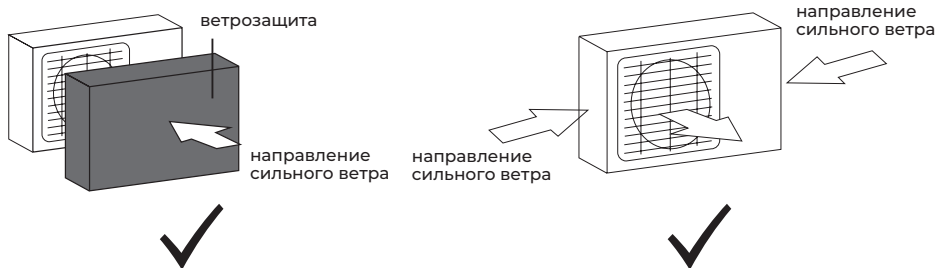 ветрозащита
направление
сильного ветра
направление
сильного ветра
направление
сильного ветра